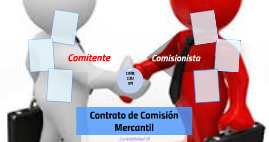 Comitente
Comisionista
Contrato de Comisión
Mercantil